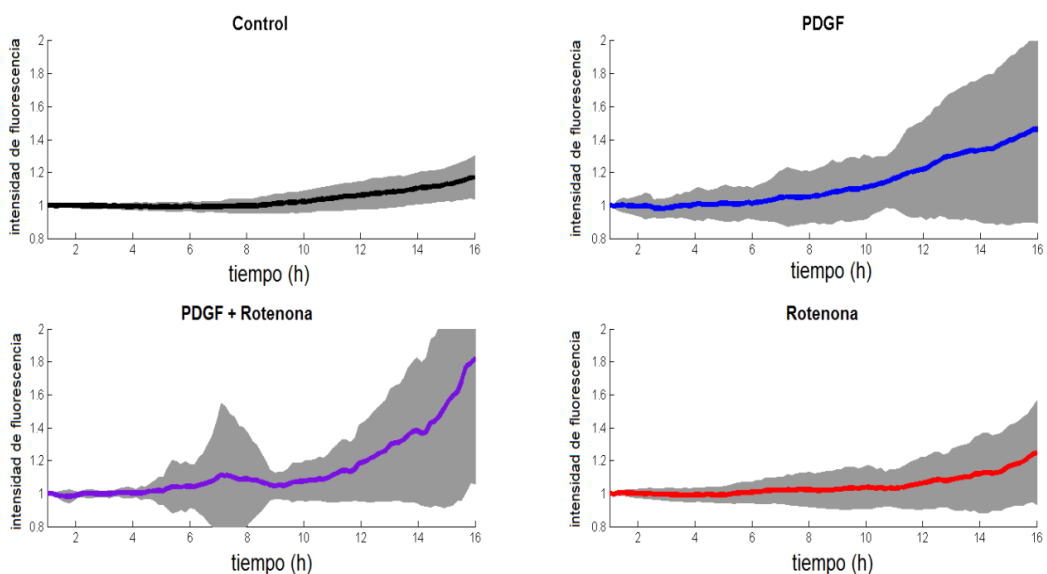 Control
intensidad de fluorescencia
2
1.8
1.6
1.4
1.2
1
0.8
2 4 6 8 10 12 14 16
tiempo (h)
PDGF
intensidad de fluorescencia
2
1.8
1.6
1.4
1.2
1
0.8
2 4 6 8 10 12 14 16
tiempo (h)
PDGF + Rotenona
intensidad de fluorescencia
2
1.8
1.6
1.4
1.2
1
0.8
2 4 6 8 10 12 14 16
tiempo (h)
Rotenona
intensidad de fluorescencia
2
1.8
1.6
1.4
1.2
1
0.8
2 4 6 8 10 12 14 16
tiempo (h)